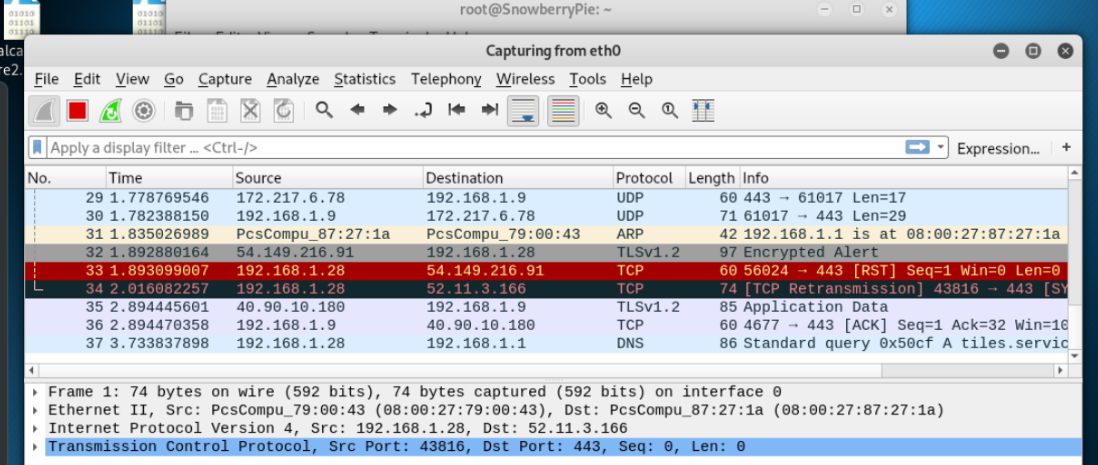 01010
01101
01110
01010
01101
01110
root@SnowberryPie: ~
alca
re2.
Capturing from eth0
File Edit View Go Capture Analyze Statistics Telephony Wireless Tools Help
Apply a display filter ... <Ctrl-/>
Expression... +
No. Time Source Destination Protocol Length Info
29 1.778769546 172.217.6.78 192.168.1.9 UDP 60 443 → 61017 Len=17
30 1.782388150 192.168.1.9 172.217.6.78 UDP 71 61017 → 443 Len=29
31 1.835026989 PcsCompu_87:27:1a PcsCompu_79:00:43 ARP 42 192.168.1.1 is at 08:00:27:87:27:1a
32 1.892880164 54.149.216.91 192.168.1.28 TLSv1.2 97 Encrypted Alert
33 1.893099007 192.168.1.28 54.149.216.91 TCP 60 56024 → 443 [RST] Seq=1 Win=0 Len=0
34 2.016082257 192.168.1.28 52.11.3.166 TCP 74 [TCP Retransmission] 43816 → 443 [SY
35 2.894445601 40.90.10.180 192.168.1.9 TLSv1.2 85 Application Data
36 2.894470358 192.168.1.9 40.90.10.180 TCP 60 4677 → 443 [ACK] Seq=1 Ack=32 Win=10
37 3.733837898 192.168.1.28 192.168.1.1 DNS 86 Standard query 0x50cf A tiles.servic
Frame 1: 74 bytes on wire (592 bits), 74 bytes captured (592 bits) on interface 0
Ethernet II, Src: PcsCompu_79:00:43 (08:00:27:79:00:43), Dst: PcsCompu_87:27:1a (08:00:27:87:27:1a)
Internet Protocol Version 4, Src: 192.168.1.28, Dst: 52.11.3.166
Transmission Control Protocol, Src Port: 43816, Dst Port: 443, Seq: 0, Len: 0